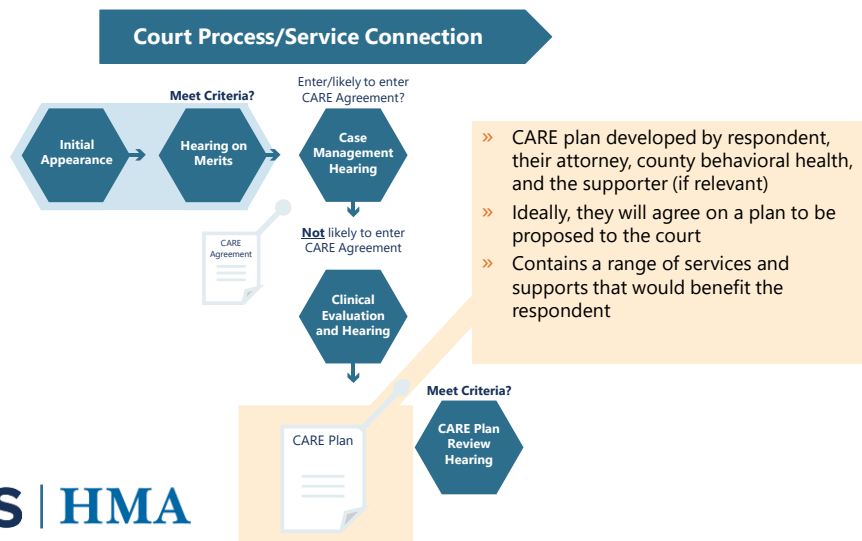 Court Process/Service Connection
Meet Criteria?
Enter/likely to enter
CARE Agreement?
Initial
Appearance
Hearing on
Merits
Case
Management
Hearing
CARE
Agreement
Not likely to enter
CARE Agreement
Clinical
Evaluation
and Hearing
» CARE plan developed by respondent,
their attorney, county behavioral health,
and the supporter (if relevant)
» Ideally, they will agree on a plan to be
proposed to the court
» Contains a range of services and
supports that would benefit the
respondent
CARE Plan
Meet Criteria?
CARE Plan
Review
Hearing
S | HMA